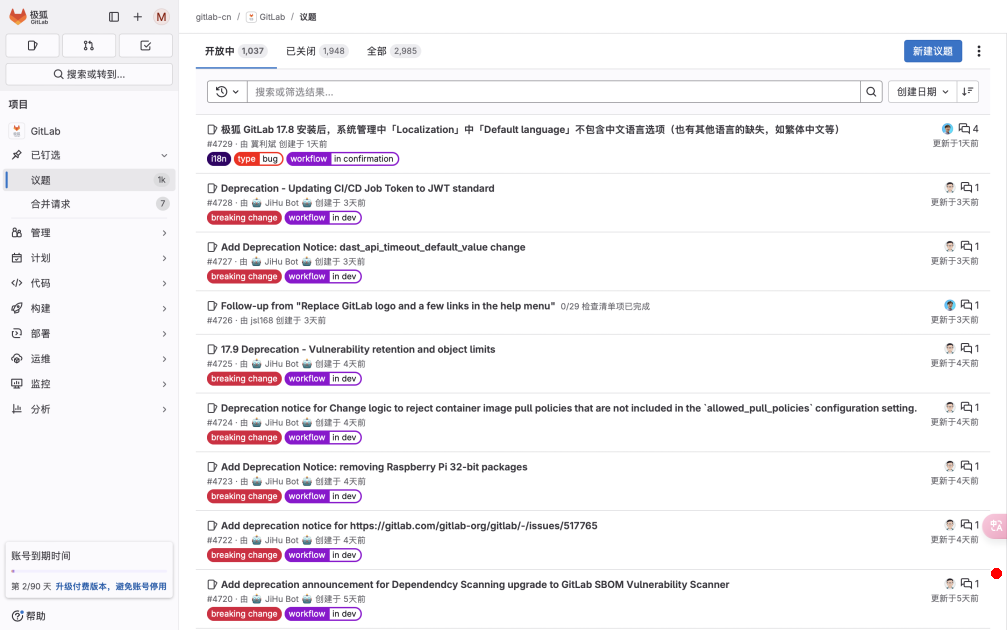 极狐
GitLab
M
搜索或转到...
项目
GitLab
已钉选
议题 1k
合并请求 7
管理
计划
代码
构建
部署
运维
监控
分析
账号到期时间
第 2/90 天 升级付费版本，避免账号停用
帮助
gitlab-cn / GitLab / 议题
开放中 1,037 已关闭 1,948 全部 2,985
新建议题
搜索或筛选结果...
创建日期
极狐 GitLab 17.8 安装后，系统管理中「Localization」中「Default language」不包含中文语言选项（也有其他语言的缺失，如繁体中文等） 4
#4729 · 由 翼利斌 创建于 1天前 更新于1天前
i18n type bug workflow in confirmation
Deprecation - Updating CI/CD Job Token to JWT standard 1
#4728 · 由 🤖 JiHu Bot 🤖 创建于 3天前 更新于3天前
breaking change workflow in dev
Add Deprecation Notice: dast_api_timeout_default_value change 1
#4727 · 由 🤖 JiHu Bot 🤖 创建于 3天前 更新于3天前
breaking change workflow in dev
Follow-up from "Replace GitLab logo and a few links in the help menu" 0/29 检查清单项已完成 1
#4726 · 由 jsl168 创建于 3天前 更新于3天前
17.9 Deprecation - Vulnerability retention and object limits 1
#4725 · 由 🤖 JiHu Bot 🤖 创建于 4天前 更新于4天前
breaking change workflow in dev
Deprecation notice for Change logic to reject container image pull policies that are not included in the `allowed_pull_policies` configuration setting. 1
#4724 · 由 🤖 JiHu Bot 🤖 创建于 4天前 更新于4天前
breaking change workflow in dev
Add Deprecation Notice: removing Raspberry Pi 32-bit packages 1
#4723 · 由 🤖 JiHu Bot 🤖 创建于 4天前 更新于4天前
breaking change workflow in dev
Add deprecation notice for https://gitlab.com/gitlab-org/gitlab/-/issues/517765 1
#4722 · 由 🤖 JiHu Bot 🤖 创建于 4天前 更新于4天前
breaking change workflow in dev
Add deprecation announcement for Dependendcy Scanning upgrade to GitLab SBOM Vulnerability Scanner 1
#4720 · 由 🤖 JiHu Bot 🤖 创建于 5天前 更新于5天前
breaking change workflow in dev